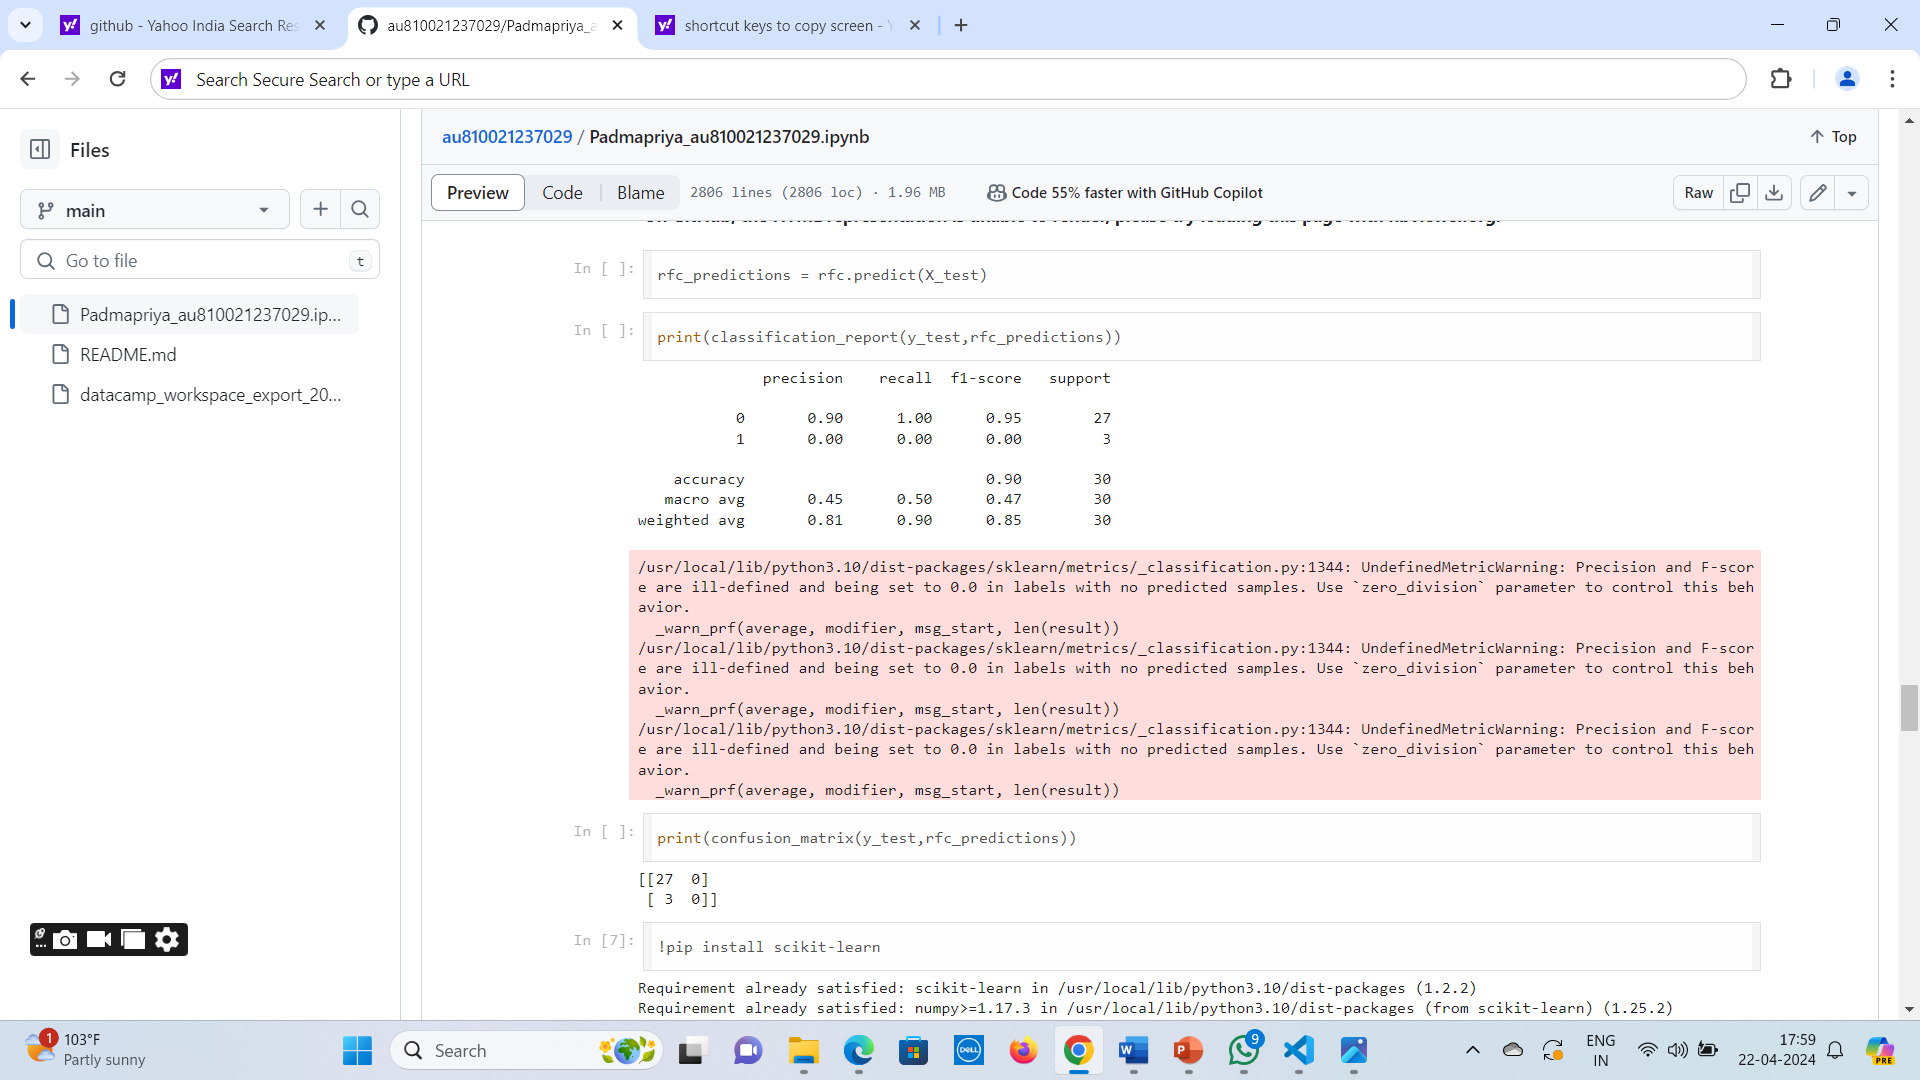 github - Yahoo India Search Res
au810021237029/Padmapriya_a
shortcut keys to copy screen - Y
Search Secure Search or type a URL
Files
main
Go to file
t
Padmapriya_au810021237029.ip...
README.md
datacamp_workspace_export_20...
au810021237029 / Padmapriya_au810021237029.ipynb
Top
Preview
Code
Blame
2806 lines (2806 loc) · 1.96 MB
Code 55% faster with GitHub Copilot
Raw
In [ ]:
rfc_predictions = rfc.predict(X_test)
In [ ]:
print(classification_report(y_test,rfc_predictions))
precision    recall  f1-score   support
0       0.90      1.00      0.95        27
1       0.00      0.00      0.00         3
accuracy                           0.90        30
macro avg       0.45      0.50      0.47        30
weighted avg       0.81      0.90      0.85        30
/usr/local/lib/python3.10/dist-packages/sklearn/metrics/_classification.py:1344: UndefinedMetricWarning: Precision and F-scor
e are ill-defined and being set to 0.0 in labels with no predicted samples. Use `zero_division` parameter to control this beh
avior.
_warn_prf(average, modifier, msg_start, len(result))
/usr/local/lib/python3.10/dist-packages/sklearn/metrics/_classification.py:1344: UndefinedMetricWarning: Precision and F-scor
e are ill-defined and being set to 0.0 in labels with no predicted samples. Use `zero_division` parameter to control this beh
avior.
_warn_prf(average, modifier, msg_start, len(result))
/usr/local/lib/python3.10/dist-packages/sklearn/metrics/_classification.py:1344: UndefinedMetricWarning: Precision and F-scor
e are ill-defined and being set to 0.0 in labels with no predicted samples. Use `zero_division` parameter to control this beh
avior.
_warn_prf(average, modifier, msg_start, len(result))
In [ ]:
print(confusion_matrix(y_test,rfc_predictions))
[[27  0]
[ 3  0]]
In [7]:
!pip install scikit-learn
Requirement already satisfied: scikit-learn in /usr/local/lib/python3.10/dist-packages (1.2.2)
Requirement already satisfied: numpy>=1.17.3 in /usr/local/lib/python3.10/dist-packages (from scikit-learn) (1.25.2)
1
103°F
Partly sunny
Search
DELL
9
ENG
IN
17:59
22-04-2024
PRE